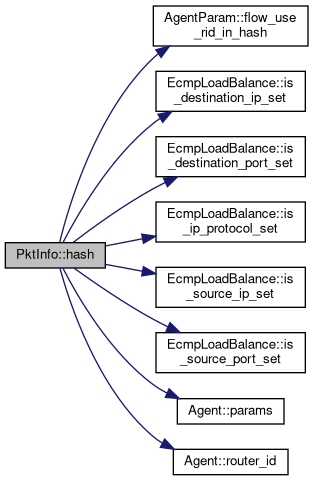 AgentParam::flow_use
_rid_in_hash
EcmpLoadBalance::is
_destination_ip_set
EcmpLoadBalance::is
_destination_port_set
EcmpLoadBalance::is
_ip_protocol_set
PktInfo::hash
EcmpLoadBalance::is
_source_ip_set
EcmpLoadBalance::is
_source_port_set
Agent::params
Agent::router_id